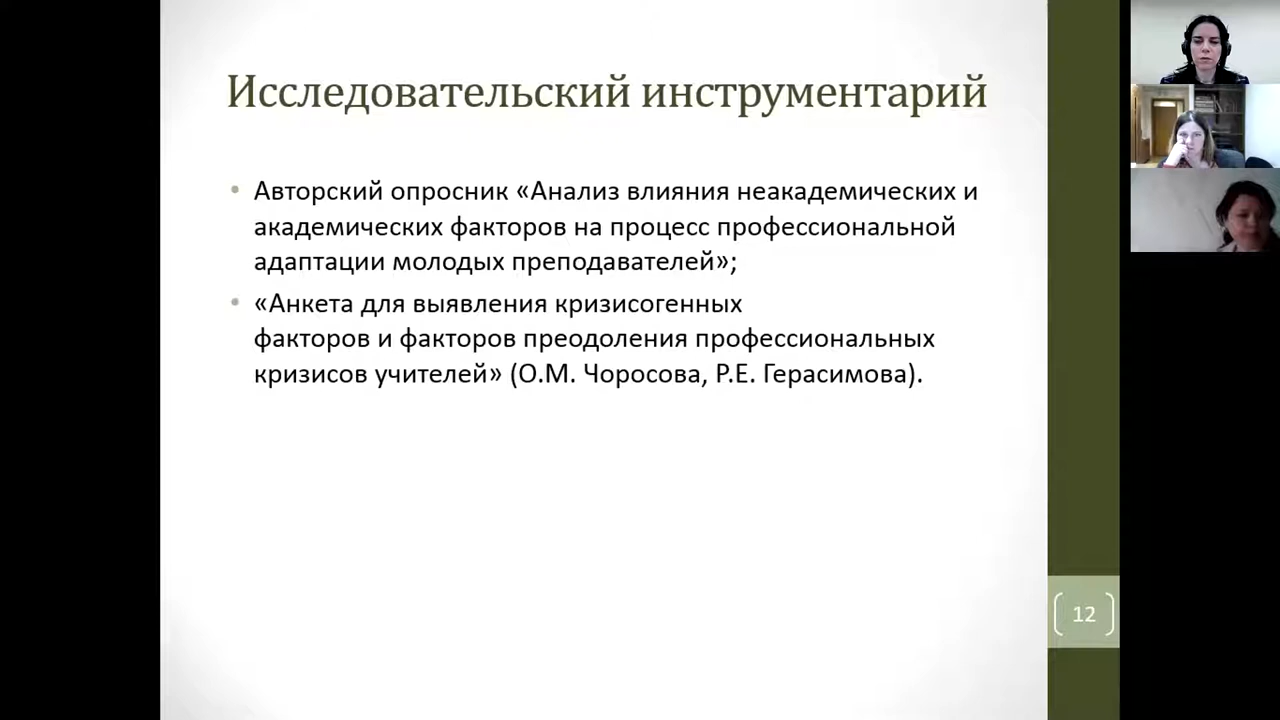 Исследовательский инструментарий
• Авторский опросник «Анализ влияния неакадемических и
академических факторов на процесс профессиональной
адаптации молодых преподавателей»;
• «Анкета для выявления кризисогенных
факторов и факторов преодоления профессиональных
кризисов учителей» (О.М. Чоросова, Р.Е. Герасимова).
12